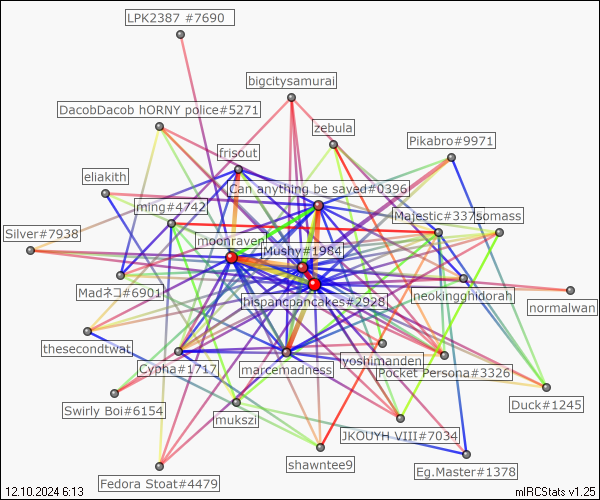 LPK2387 #7690
bigcitysamurai
DacobDacob hORNY police#5271
zebula
Pikabro#9971
frisout
eliakith
Can anything be saved#0396
ming#4742
Majestic#3375
somass
Silver#7938
moonraven
Mushy#1984
Madネコ#6901
hispancpancakes#2928
neokingghidorah
normalwan
thesecondtwat
yoshimanden
Cypha#1717
marcemadness
Pocket Persona#3326
Swirly Boi#6154
mukszi
Duck#1245
JKOUYH VIII#7034
shawntee9
Eg.Master#1378
Fedora Stoat#4479
12.10.2024 6:13
mIRCStats v1.25